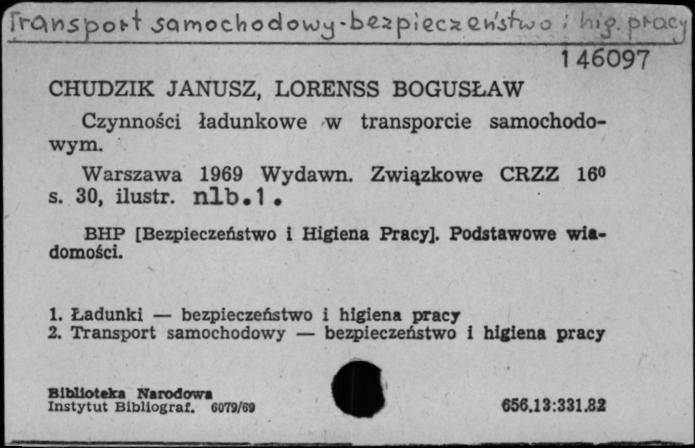 Transport samochodowy-bezpieczeństwo i hig. pracy
146097
CHUDZIK JANUSZ, LORENSS BOGUSŁAW
Czynności ładunkowe w transporcie samochodo-
wym.
Warszawa 1969 Wydawn. Związkowe CRZZ 16⁰
s. 30, ilustr. nlb.1.
BHP [Bezpieczeństwo i Higiena Pracy]. Podstawowe wia-
domości.
1. Ładunki — bezpieczeństwo i higiena pracy
2. Transport samochodowy — bezpieczeństwo i higiena pracy
Biblioteka Narodowa
Instytut Bibliograf. 6079/69
656.13:331.82